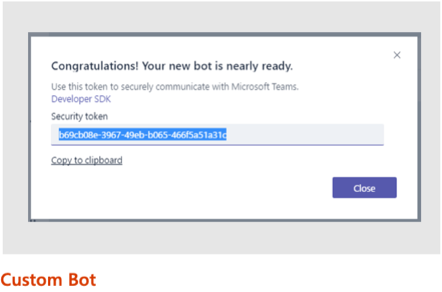 Congratulations! Your new bot is nearly ready.
Use this token to securely communicate with Microsoft Teams.
Developer SDK
Security token
b69cb08e-3967-49eb-b065-466f5a51a31c
Copy to clipboard
Close
Custom Bot